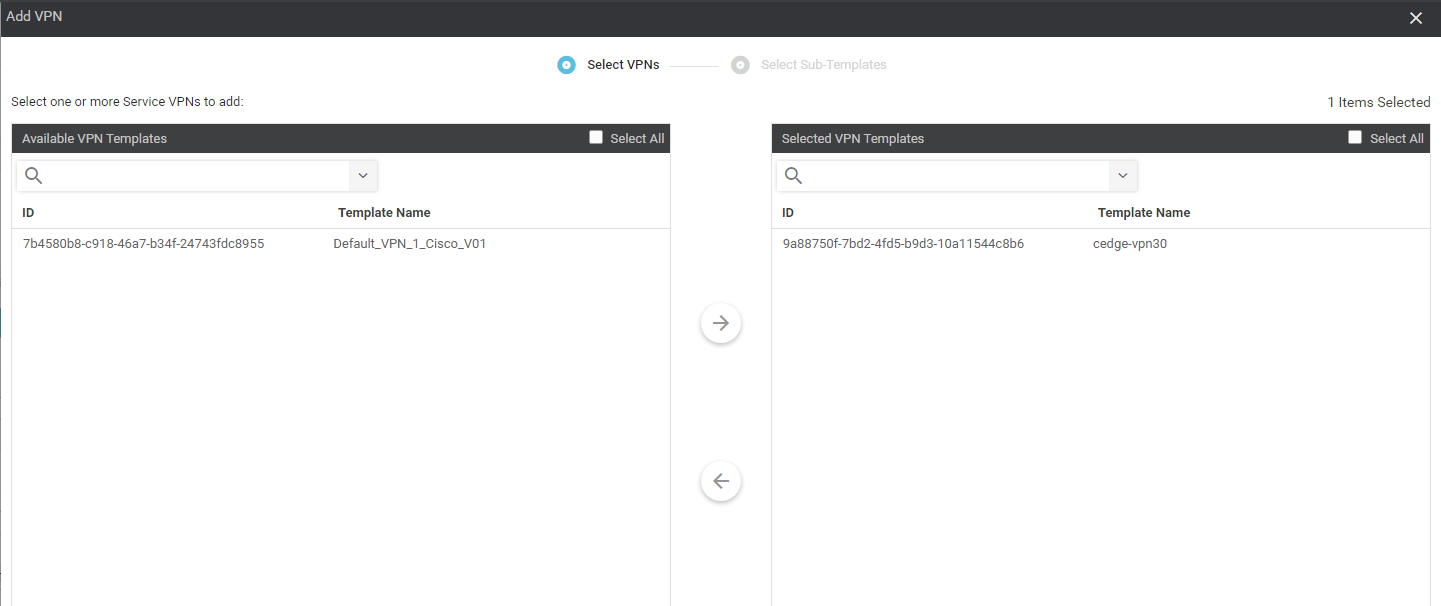 Add VPN
Select VPNs Select Sub-Templates
Select one or more Service VPNs to add: 1 Items Selected
Available VPN Templates Select All
ID Template Name
7b4580b8-c918-46a7-b34f-24743fdc8955 Default_VPN_1_Cisco_V01
Selected VPN Templates Select All
ID Template Name
9a88750f-7bd2-4fd5-b9d3-10a11544c8b6 cedge-vpn30